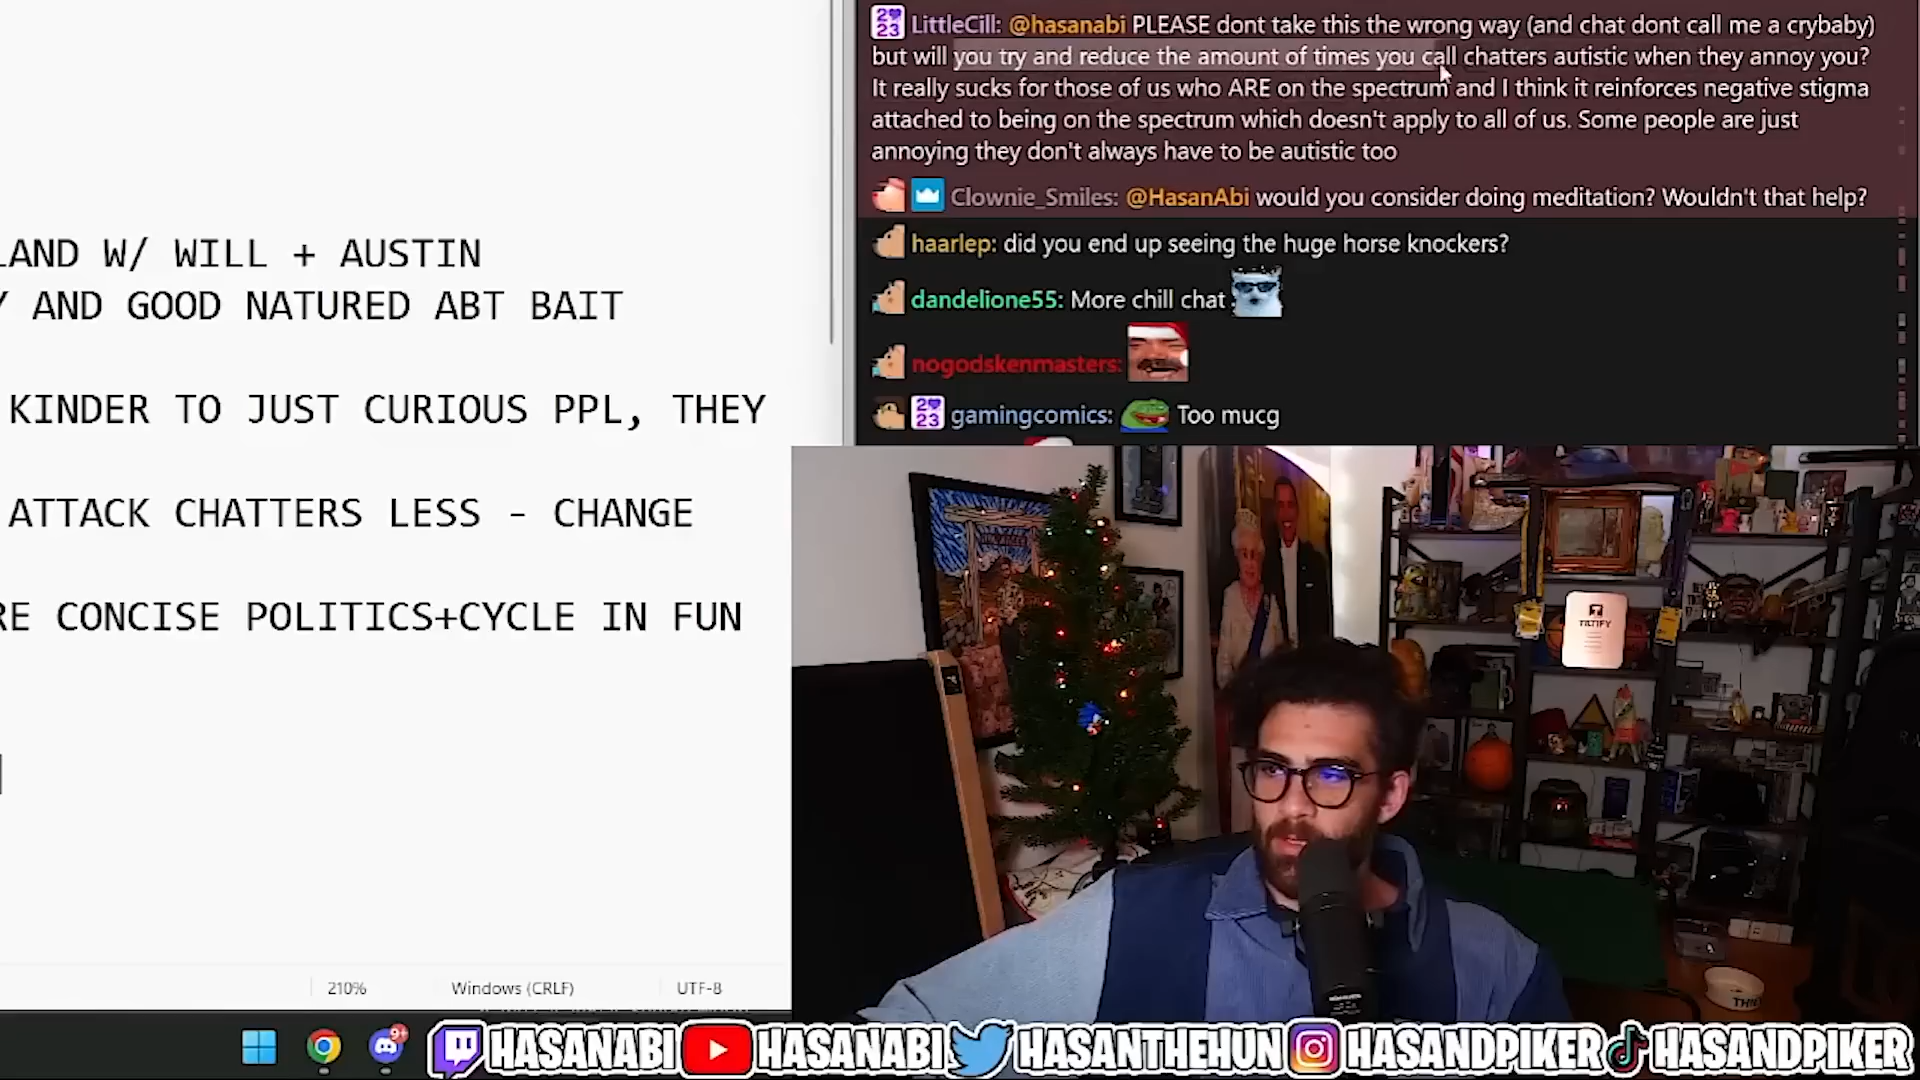 LAND W/ WILL + AUSTIN
Y AND GOOD NATURED ABT BAIT
KINDER TO JUST CURIOUS PPL, THEY
ATTACK CHATTERS LESS - CHANGE
RE CONCISE POLITICS+CYCLE IN FUN
210%
Windows (CRLF)
UTF-8
LittleCill: @hasanabi PLEASE dont take this the wrong way (and chat dont call me a crybaby)
but will you try and reduce the amount of times you call chatters autistic when they annoy you?
It really sucks for those of us who ARE on the spectrum and I think it reinforces negative stigma
attached to being on the spectrum which doesn't apply to all of us. Some people are just
annoying they don't always have to be autistic too
Clownie_Smiles: @HasanAbi would you consider doing meditation? Wouldn't that help?
haarlep: did you end up seeing the huge horse knockers?
dandelione55: More chill chat
nogodskenmasters:
23 gamingcomics: Too mucg
TILTIFY
9+
HASANABI HASANABI HASANTHEHUN HASANDPIKER HASANDPIKER